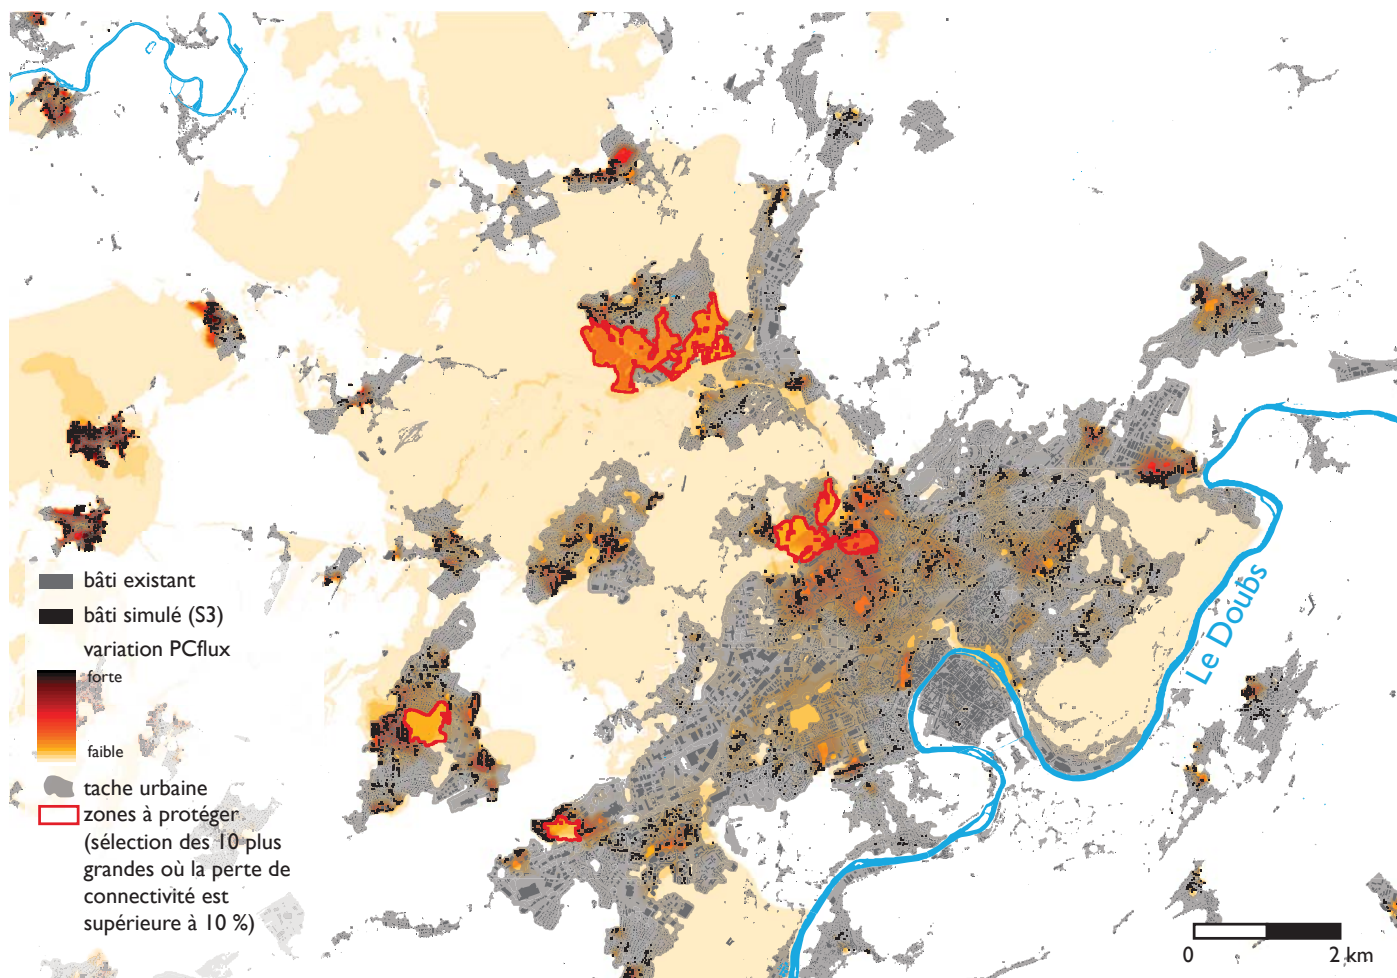 bâti existant
bâti simulé (S3)
variation PCflux
forte
faible
tache urbaine
zones à protéger
(sélection des 10 plus
grandes où la perte de
connectivité est
supérieure à 10 %)
Le Doubs
0
2 km